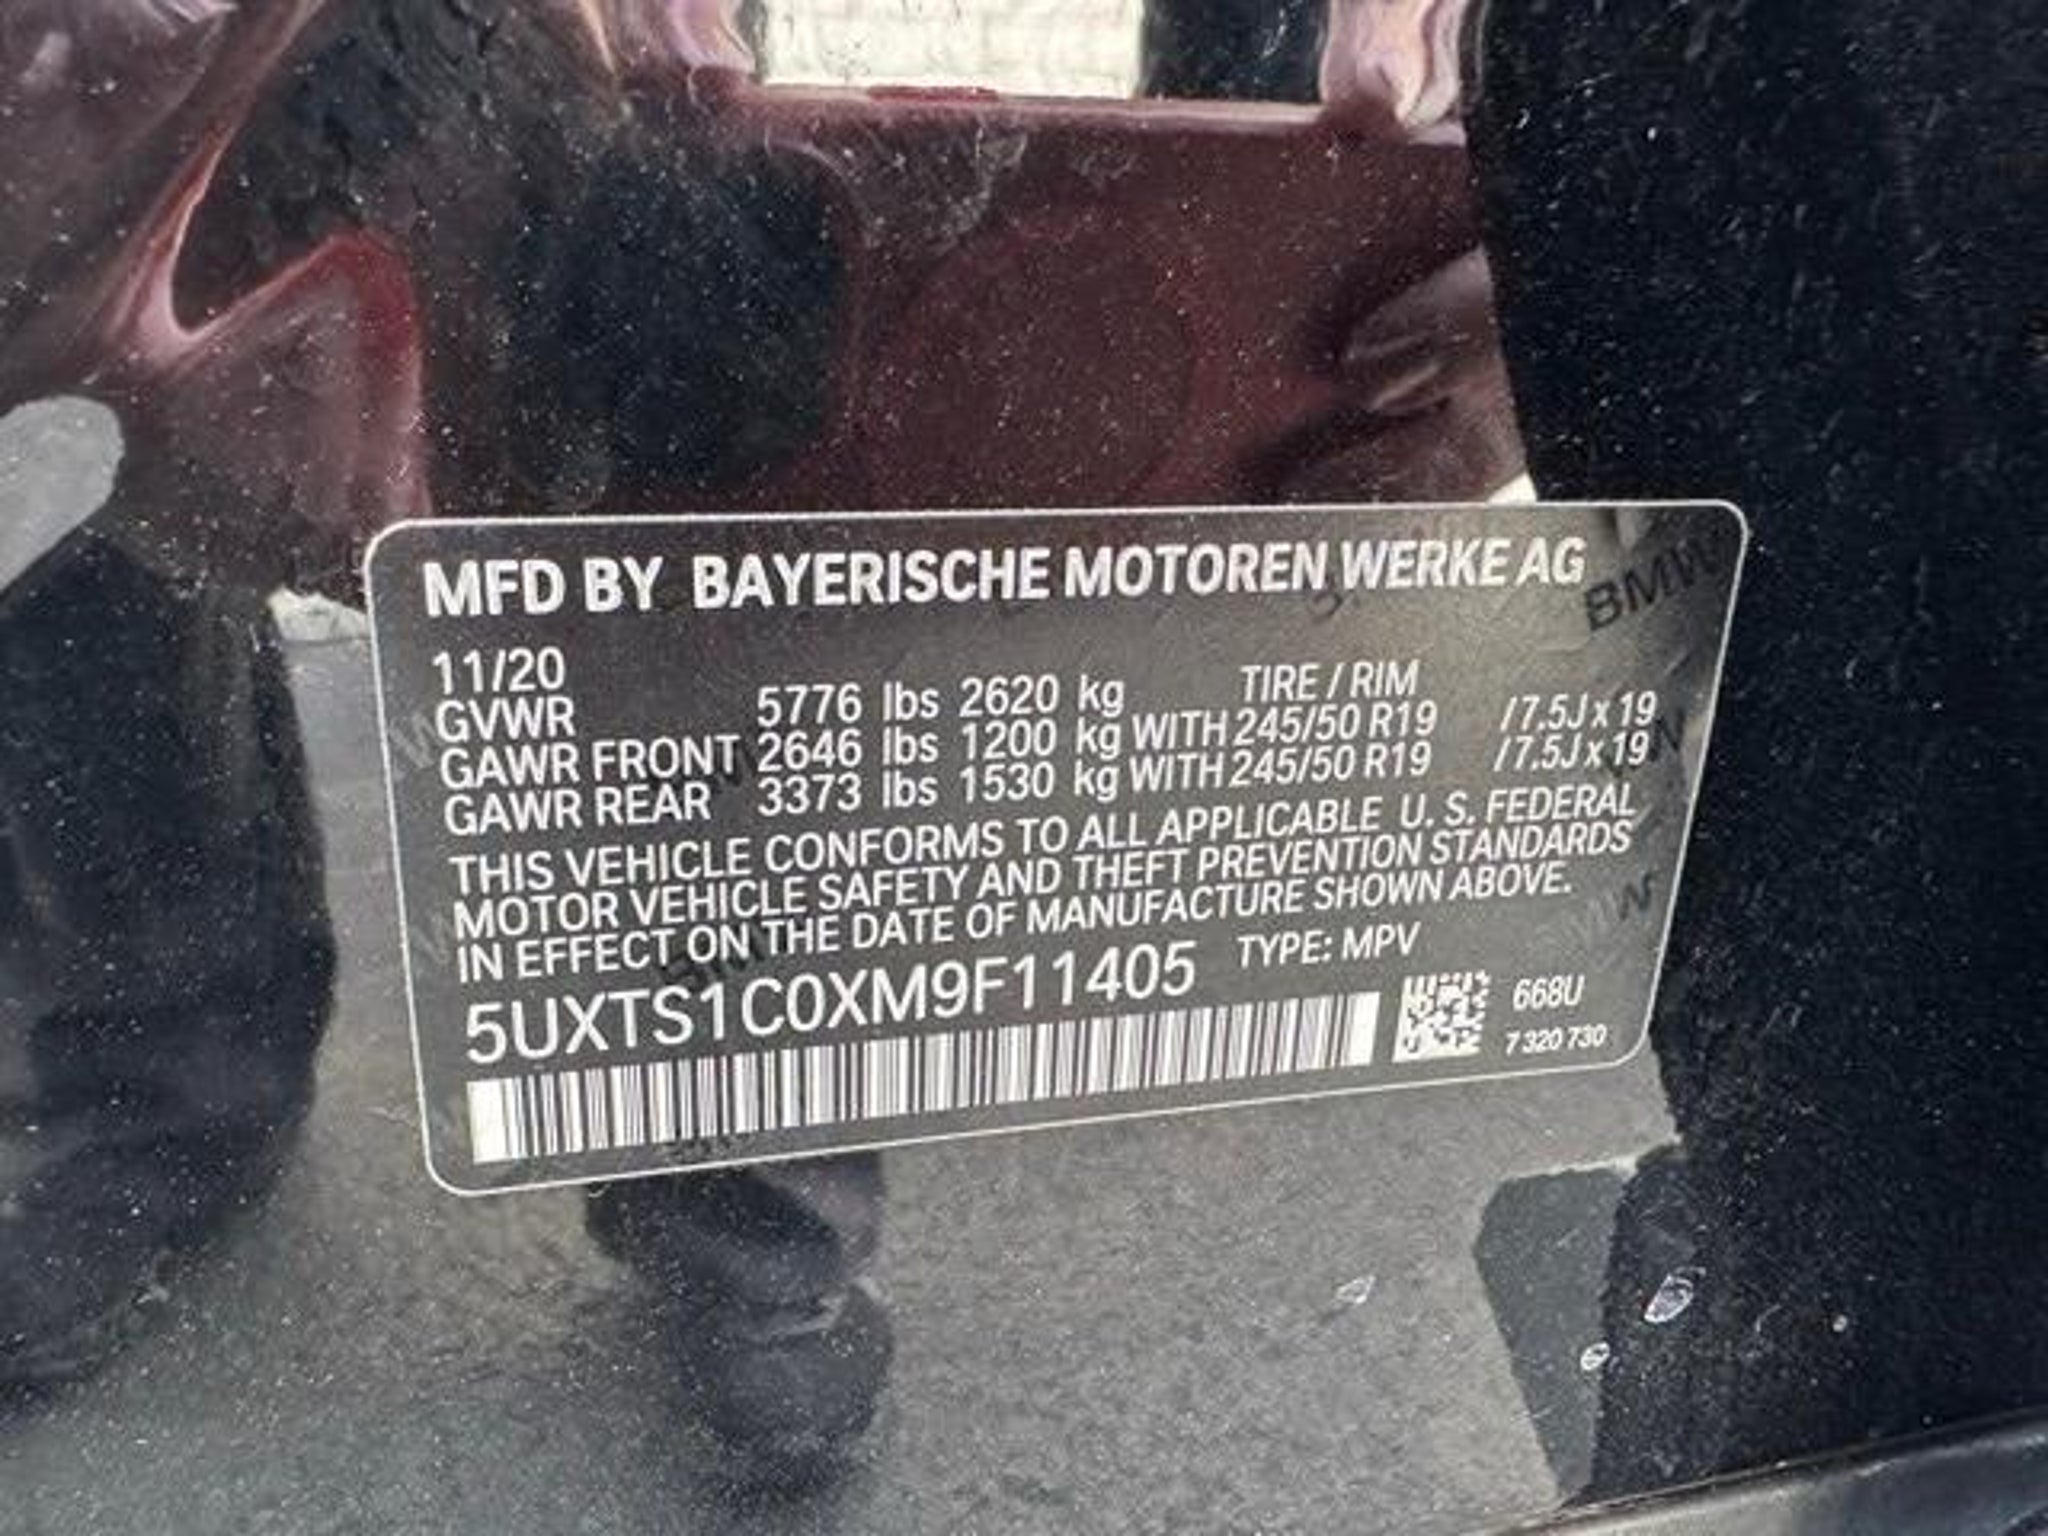 MFD BY BAYERISCHE MOTOREN WERKE AG
11/20
GVWR 5776 lbs 2620 kg TIRE / RIM
GAWR FRONT 2646 lbs 1200 kg WITH 245/50 R19 /7.5J x 19
GAWR REAR 3373 lbs 1530 kg WITH 245/50 R19 /7.5J x 19
THIS VEHICLE CONFORMS TO ALL APPLICABLE U. S. FEDERAL
MOTOR VEHICLE SAFETY AND THEFT PREVENTION STANDARDS
IN EFFECT ON THE DATE OF MANUFACTURE SHOWN ABOVE.
5UXTS1C0XM9F11405 TYPE: MPV
668U
7 320 730
BMW